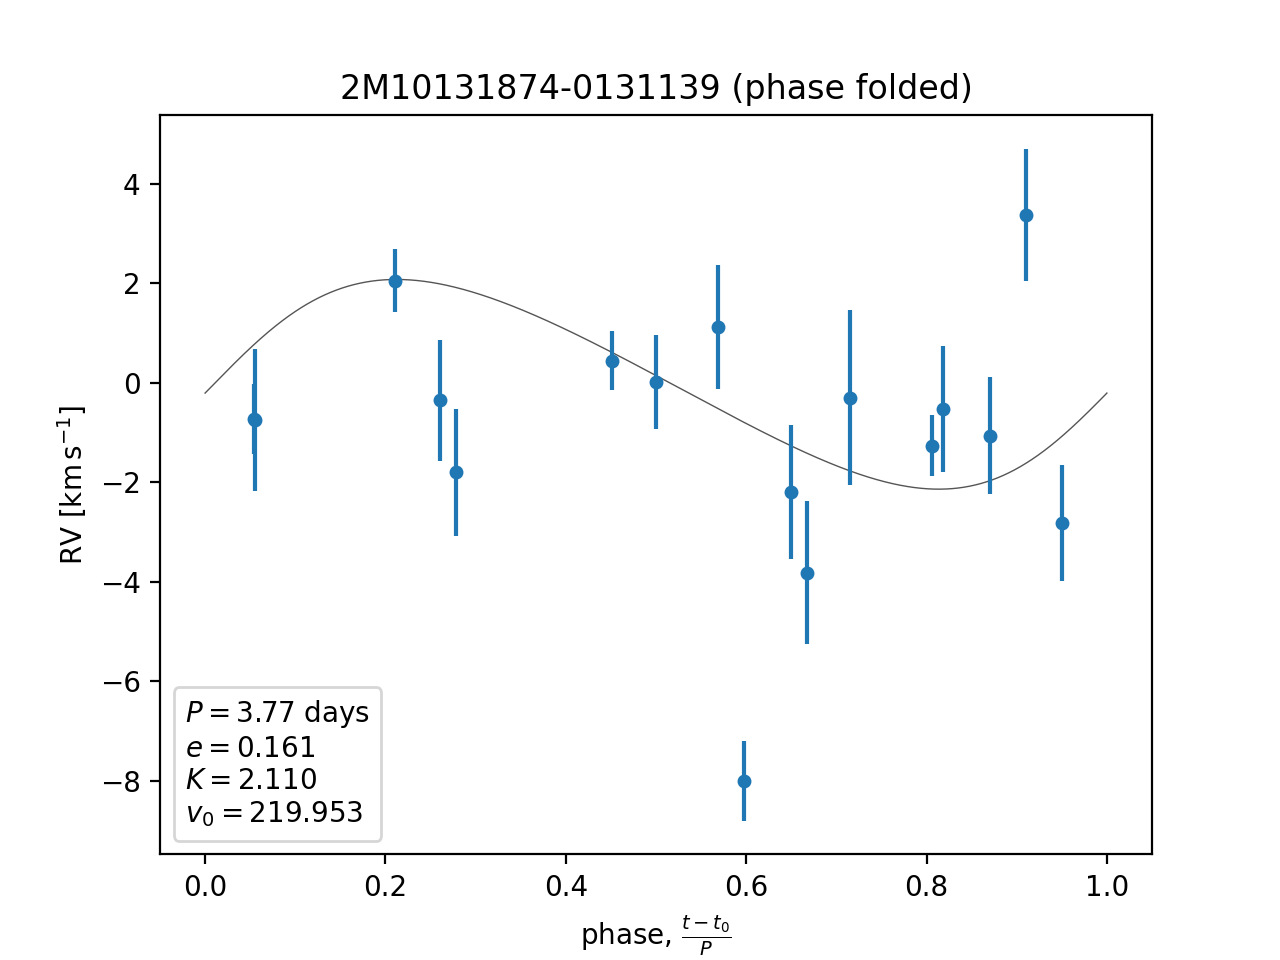 2M10131874-0131139 (phase folded)
RV [km s⁻¹]
4
2
0
−2
−4
−6
−8
P = 3.77 days
e = 0.161
K = 2.110
v₀ = 219.953
0.0 0.2 0.4 0.6 0.8 1.0
phase, (t − t₀)/P